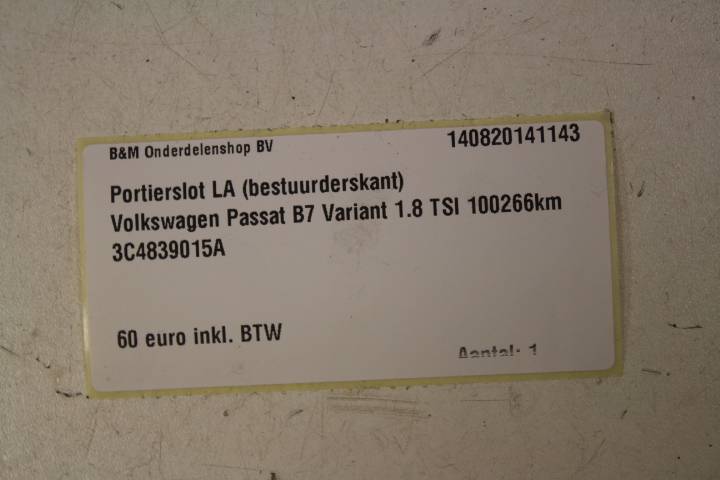 B&M Onderdelenshop BV 140820141143
Portierslot LA (bestuurderskant)
Volkswagen Passat B7 Variant 1.8 TSI 100266km
3C4839015A
60 euro inkl. BTW
Aantal: 1